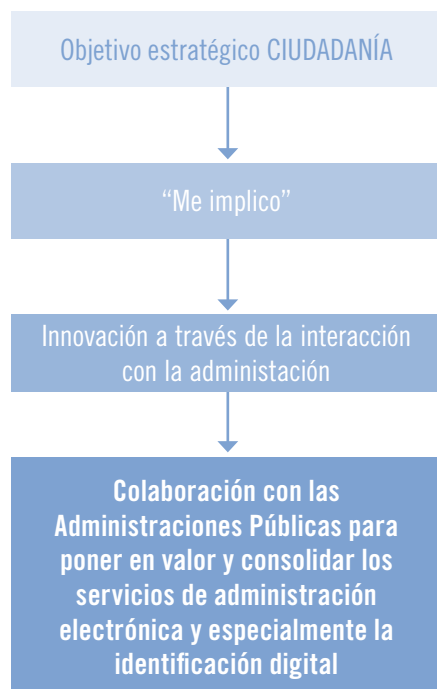 Objetivo estratégico CIUDADANÍA
“Me implico”
Innovación a través de la interacción
con la administación
Colaboración con las
Administraciones Públicas para
poner en valor y consolidar los
servicios de administración
electrónica y especialmente la
identificación digital